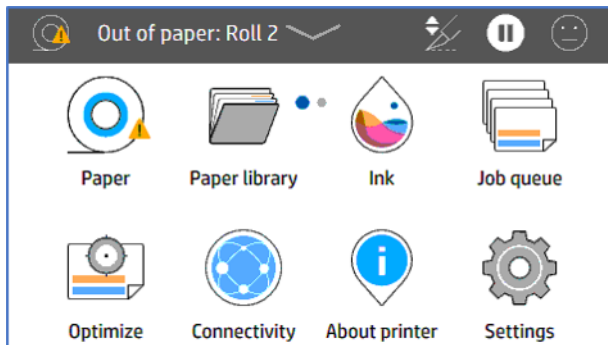 Out of paper: Roll 2
Paper
Paper library
Ink
Job queue
Optimize
Connectivity
About printer
Settings